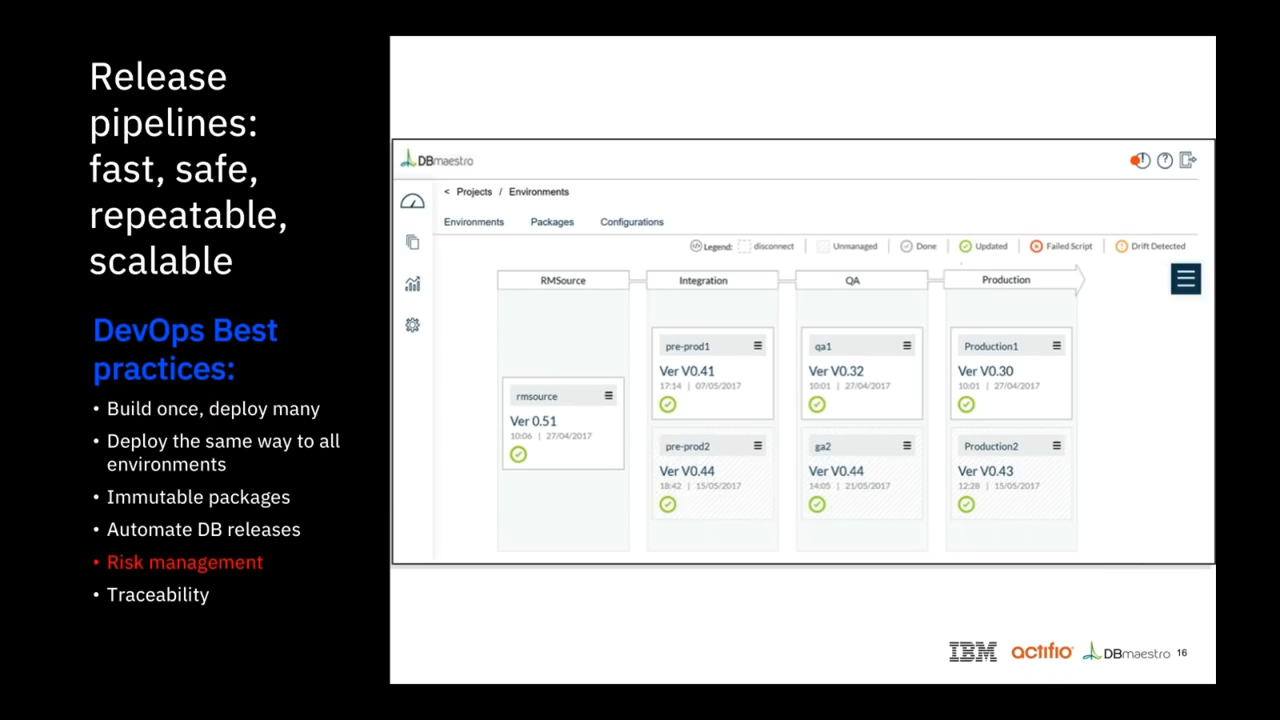 Release
pipelines:
fast, safe,
repeatable,
scalable
DevOps Best
practices:
• Build once, deploy many
• Deploy the same way to all
environments
• Immutable packages
• Automate DB releases
• Risk management
• Traceability
DBmaestro
< Projects / Environments
Environments Packages Configurations
Legend: disconnect Unmanaged Done Updated Failed Script Drift Detected
RMSource Integration QA Production
rmsource
Ver 0.51
10:06 | 27/04/2017
pre-prod1
Ver V0.41
17:14 | 07/05/2017
pre-prod2
Ver V0.44
18:42 | 15/05/2017
qa1
Ver V0.32
10:01 | 27/04/2017
ga2
Ver V0.44
14:05 | 21/05/2017
Production1
Ver V0.30
10:01 | 27/04/2017
Production2
Ver V0.43
12:28 | 15/05/2017
IBM actifio DBmaestro 16